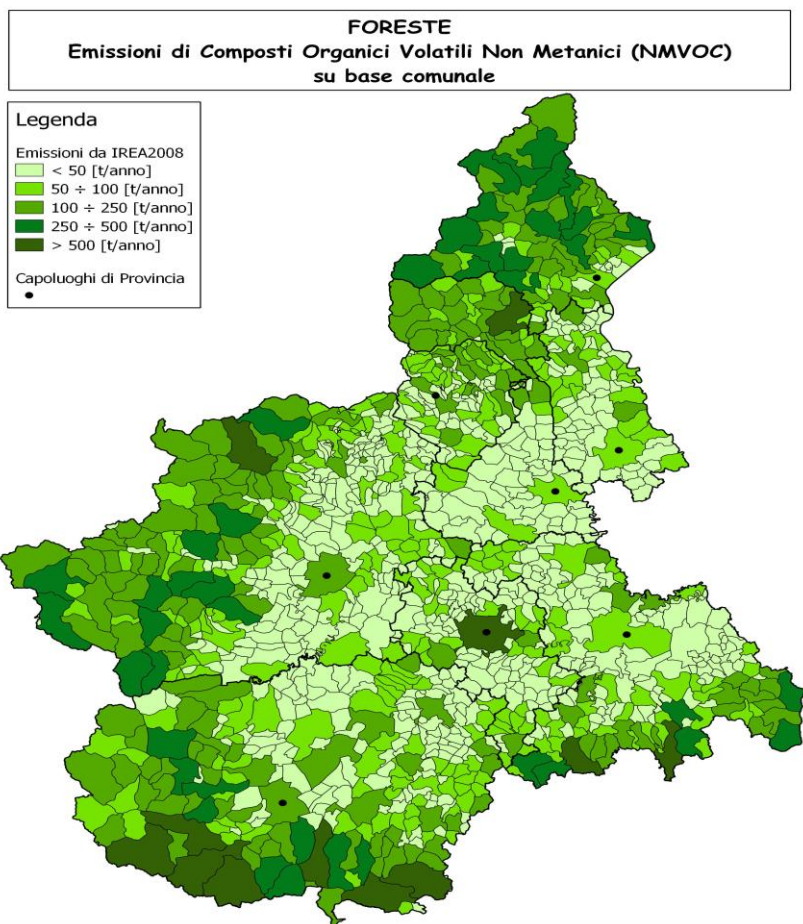 FORESTE
Emissioni di Composti Organici Volatili Non Metanici (NMVOC)
su base comunale
Legenda
Emissioni da IREA2008
< 50 [t/anno]
50 ÷ 100 [t/anno]
100 ÷ 250 [t/anno]
250 ÷ 500 [t/anno]
> 500 [t/anno]
Capoluoghi di Provincia